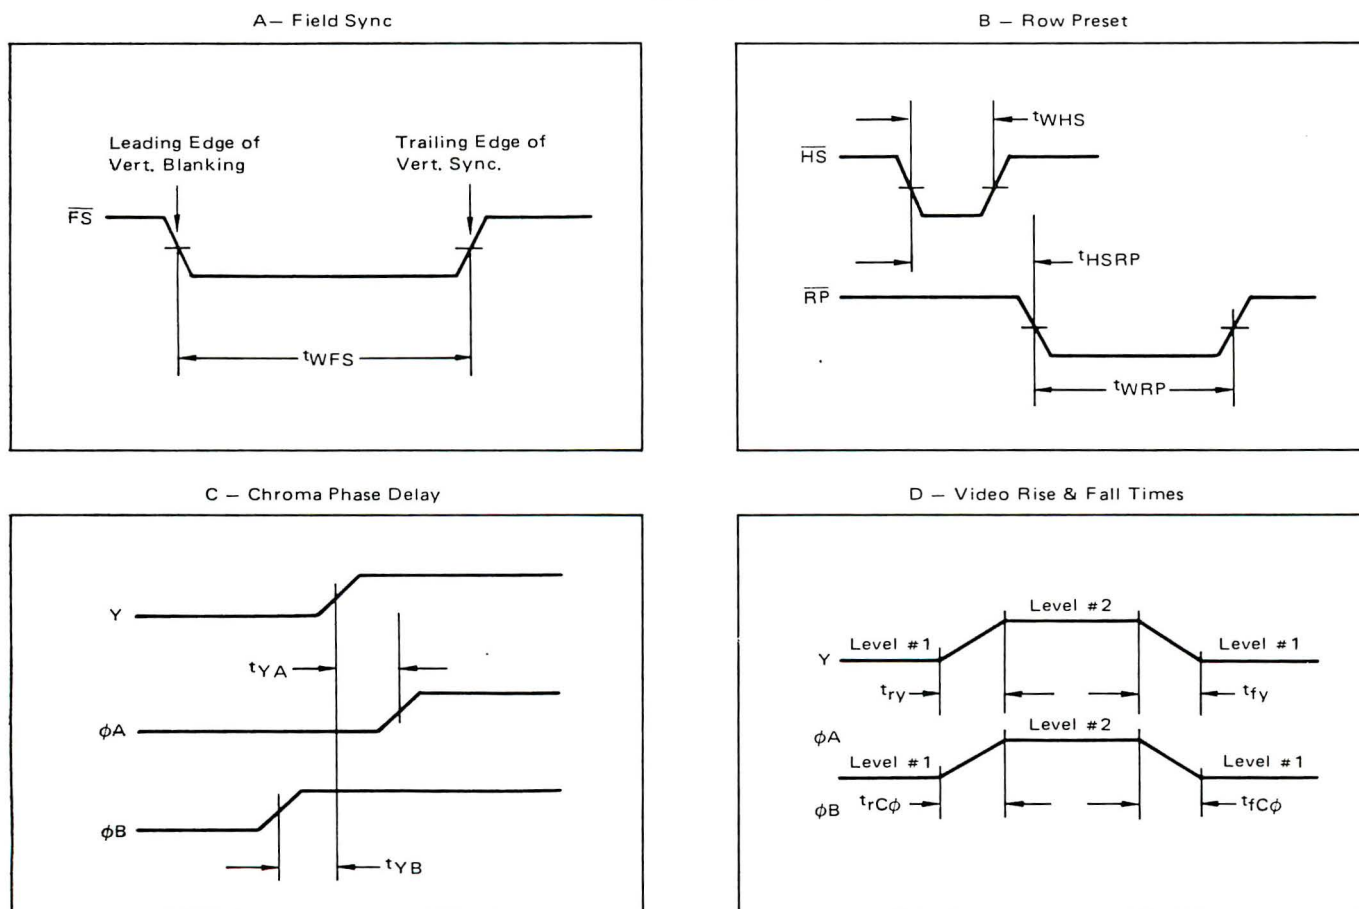 A— Field Sync
Leading Edge of
Vert. Blanking
Trailing Edge of
Vert. Sync.
FS
tWFS
B — Row Preset
tWHS
HS
tHSRP
RP
tWRP
C — Chroma Phase Delay
Y
tYA
ϕA
ϕB
tYB
D — Video Rise & Fall Times
Level #2
Level #1
Level #1
Y
try
tfy
ϕA
Level #2
Level #1
Level #1
ϕB
trCϕ
tfCϕ